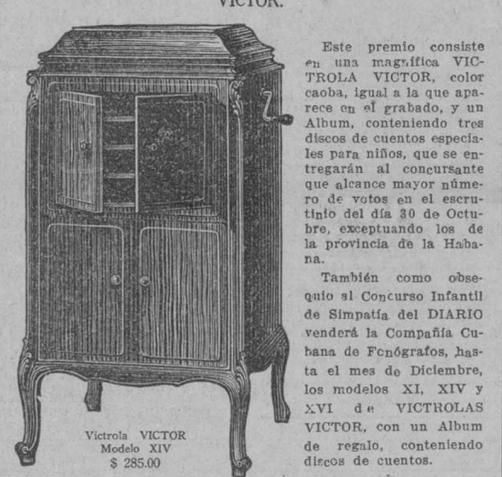 VICTOR.
Este premio consiste
en una magnífica VIC-
TROLA VICTOR, color
caoba, igual a la que apa-
rece en el grabado, y un
Album, conteniendo tres
discos de cuentos especia-
les para niños, que se en-
tregarán al concursante
que alcance mayor núme-
ro de votos en el escru-
tinio del día 30 de Octu-
bre, exceptuando los de
la provincia de la Haba-
na.
También como obse-
quio al Concurso Infantil
de Simpatía del DIARIO
venderá la Compañía Cu-
bana de Fonógrafos, has-
ta el mes de Diciembre,
los modelos XI, XIV y
XVI de VICTROLAS
VICTOR, con un Album
de regalo, conteniendo
discos de cuentos.
Victrola VICTOR
Modelo XIV
$ 285.00